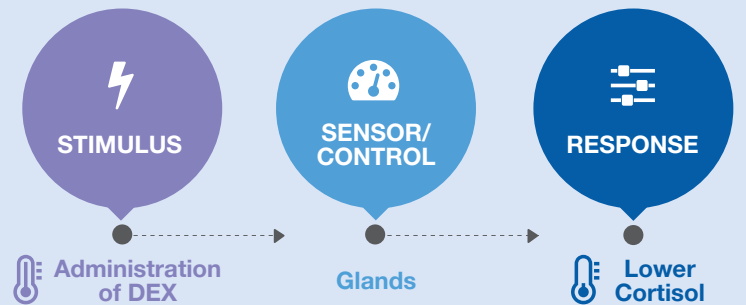 STIMULUS
SENSOR/
CONTROL
RESPONSE
Administration
of DEX
Glands
Lower
Cortisol